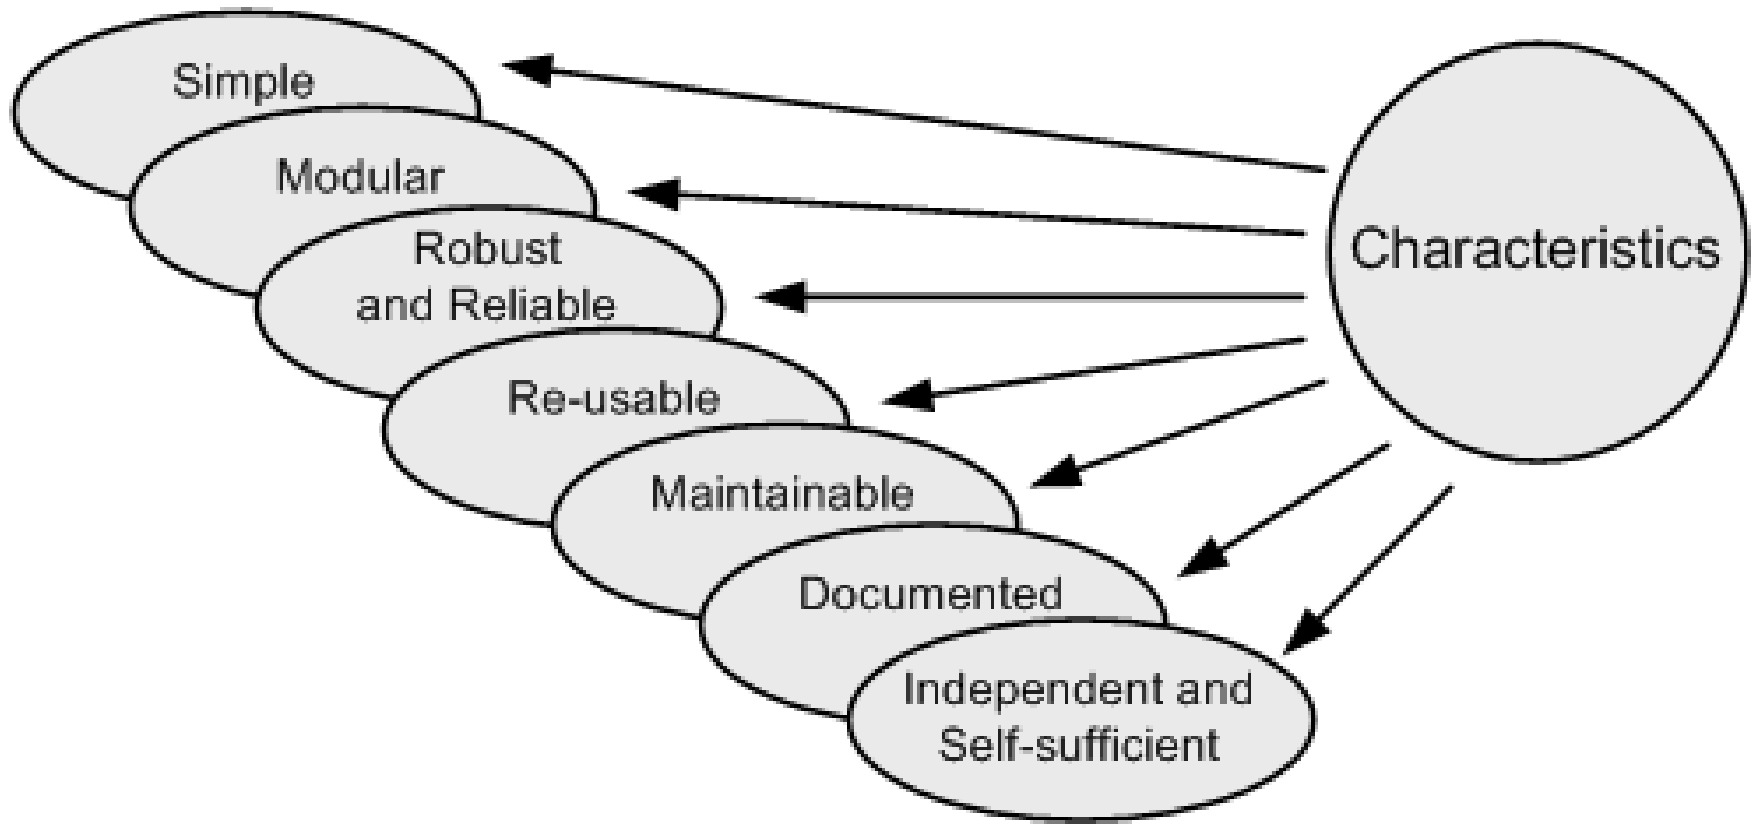 Simple
Modular
Robust
and Reliable
Characteristics
Re-usable
Maintainable
Documented
Independent and
Self-sufficient